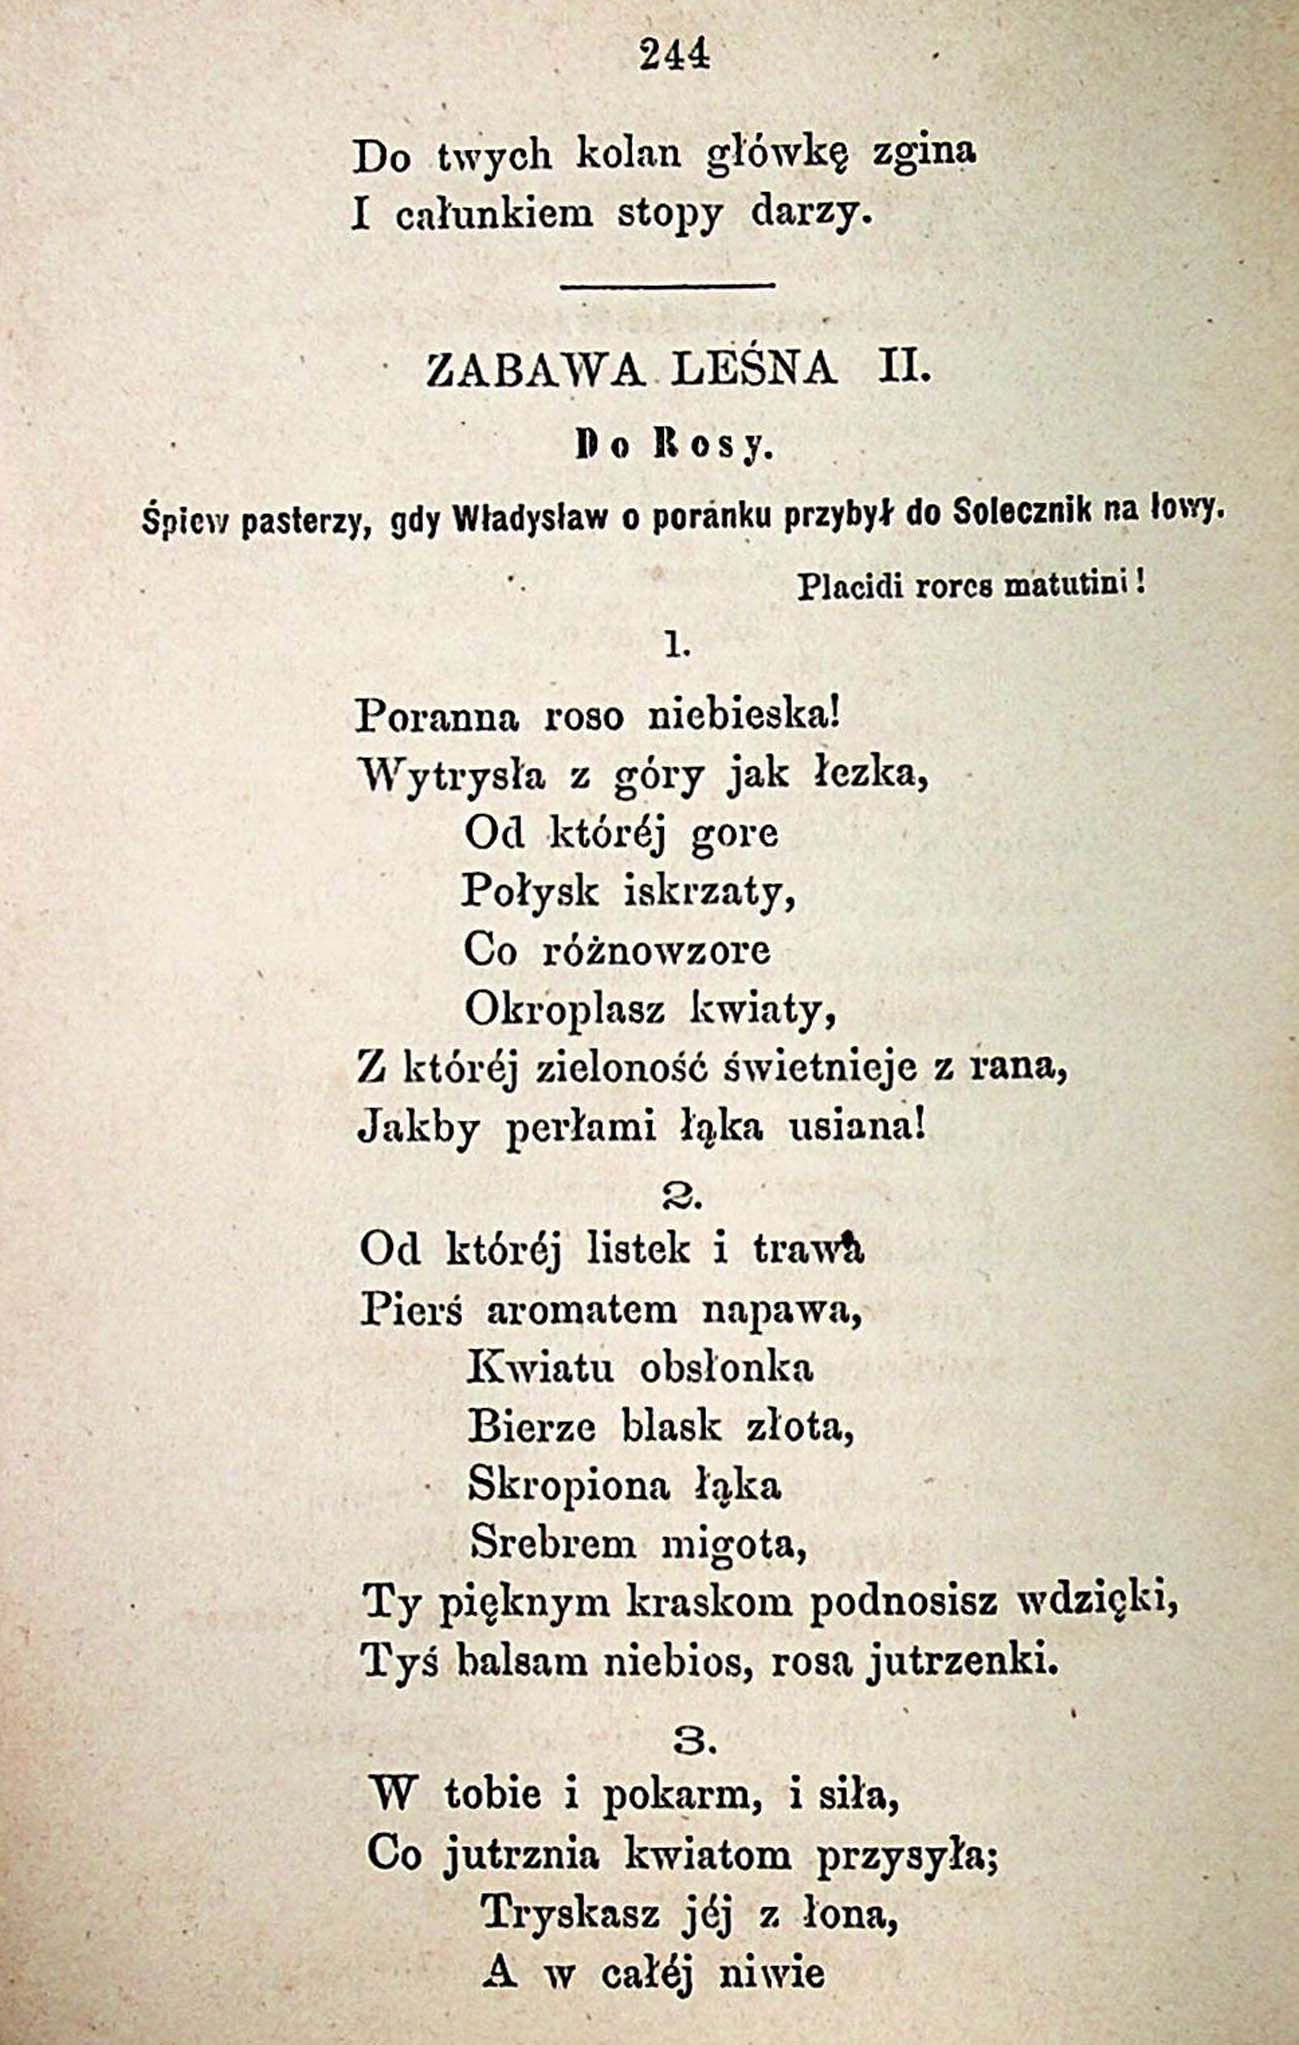 244
Do twych kolan główkę zgina
I całunkiem stopy darzy.
ZABAWA LEŚNA II.
Do Rosy.
Śpiew pasterzy, gdy Władysław o poranku przybył do Solecznik na łowy.
Placidi rores matutini!
1.
Poranna roso niebieska!
Wytrysła z góry jak łezka,
Od któréj gore
Połysk iskrzaty,
Co różnowzore
Okroplasz kwiaty,
Z któréj zieloność świetnieje z rana,
Jakby perłami łąka usiana!
2.
Od któréj listek i trawa
Pierś aromatem napawa,
Kwiatu obsłonka
Bierze blask złota,
Skropiona łąka
Srebrem migota,
Ty pięknym kraskom podnosisz wdzięki,
Tyś balsam niebios, rosa jutrzenki.
3.
W tobie i pokarm, i siła,
Co jutrznia kwiatom przysyła;
Tryskasz jéj z łona,
A w całéj niwie